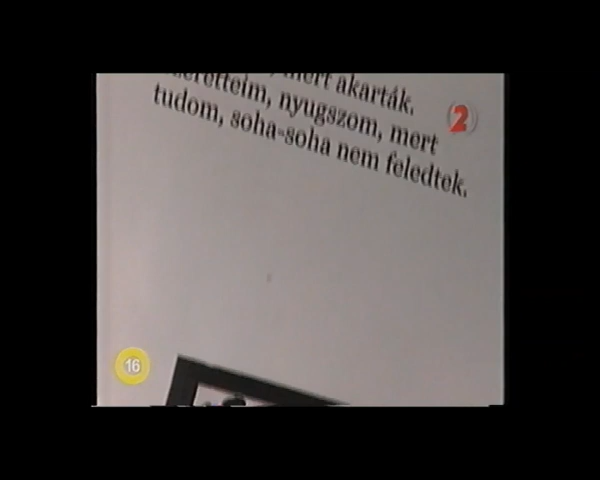 mert akarták.
nyugszom, mert
tudom, soha-soha nem feledtek.
2
16